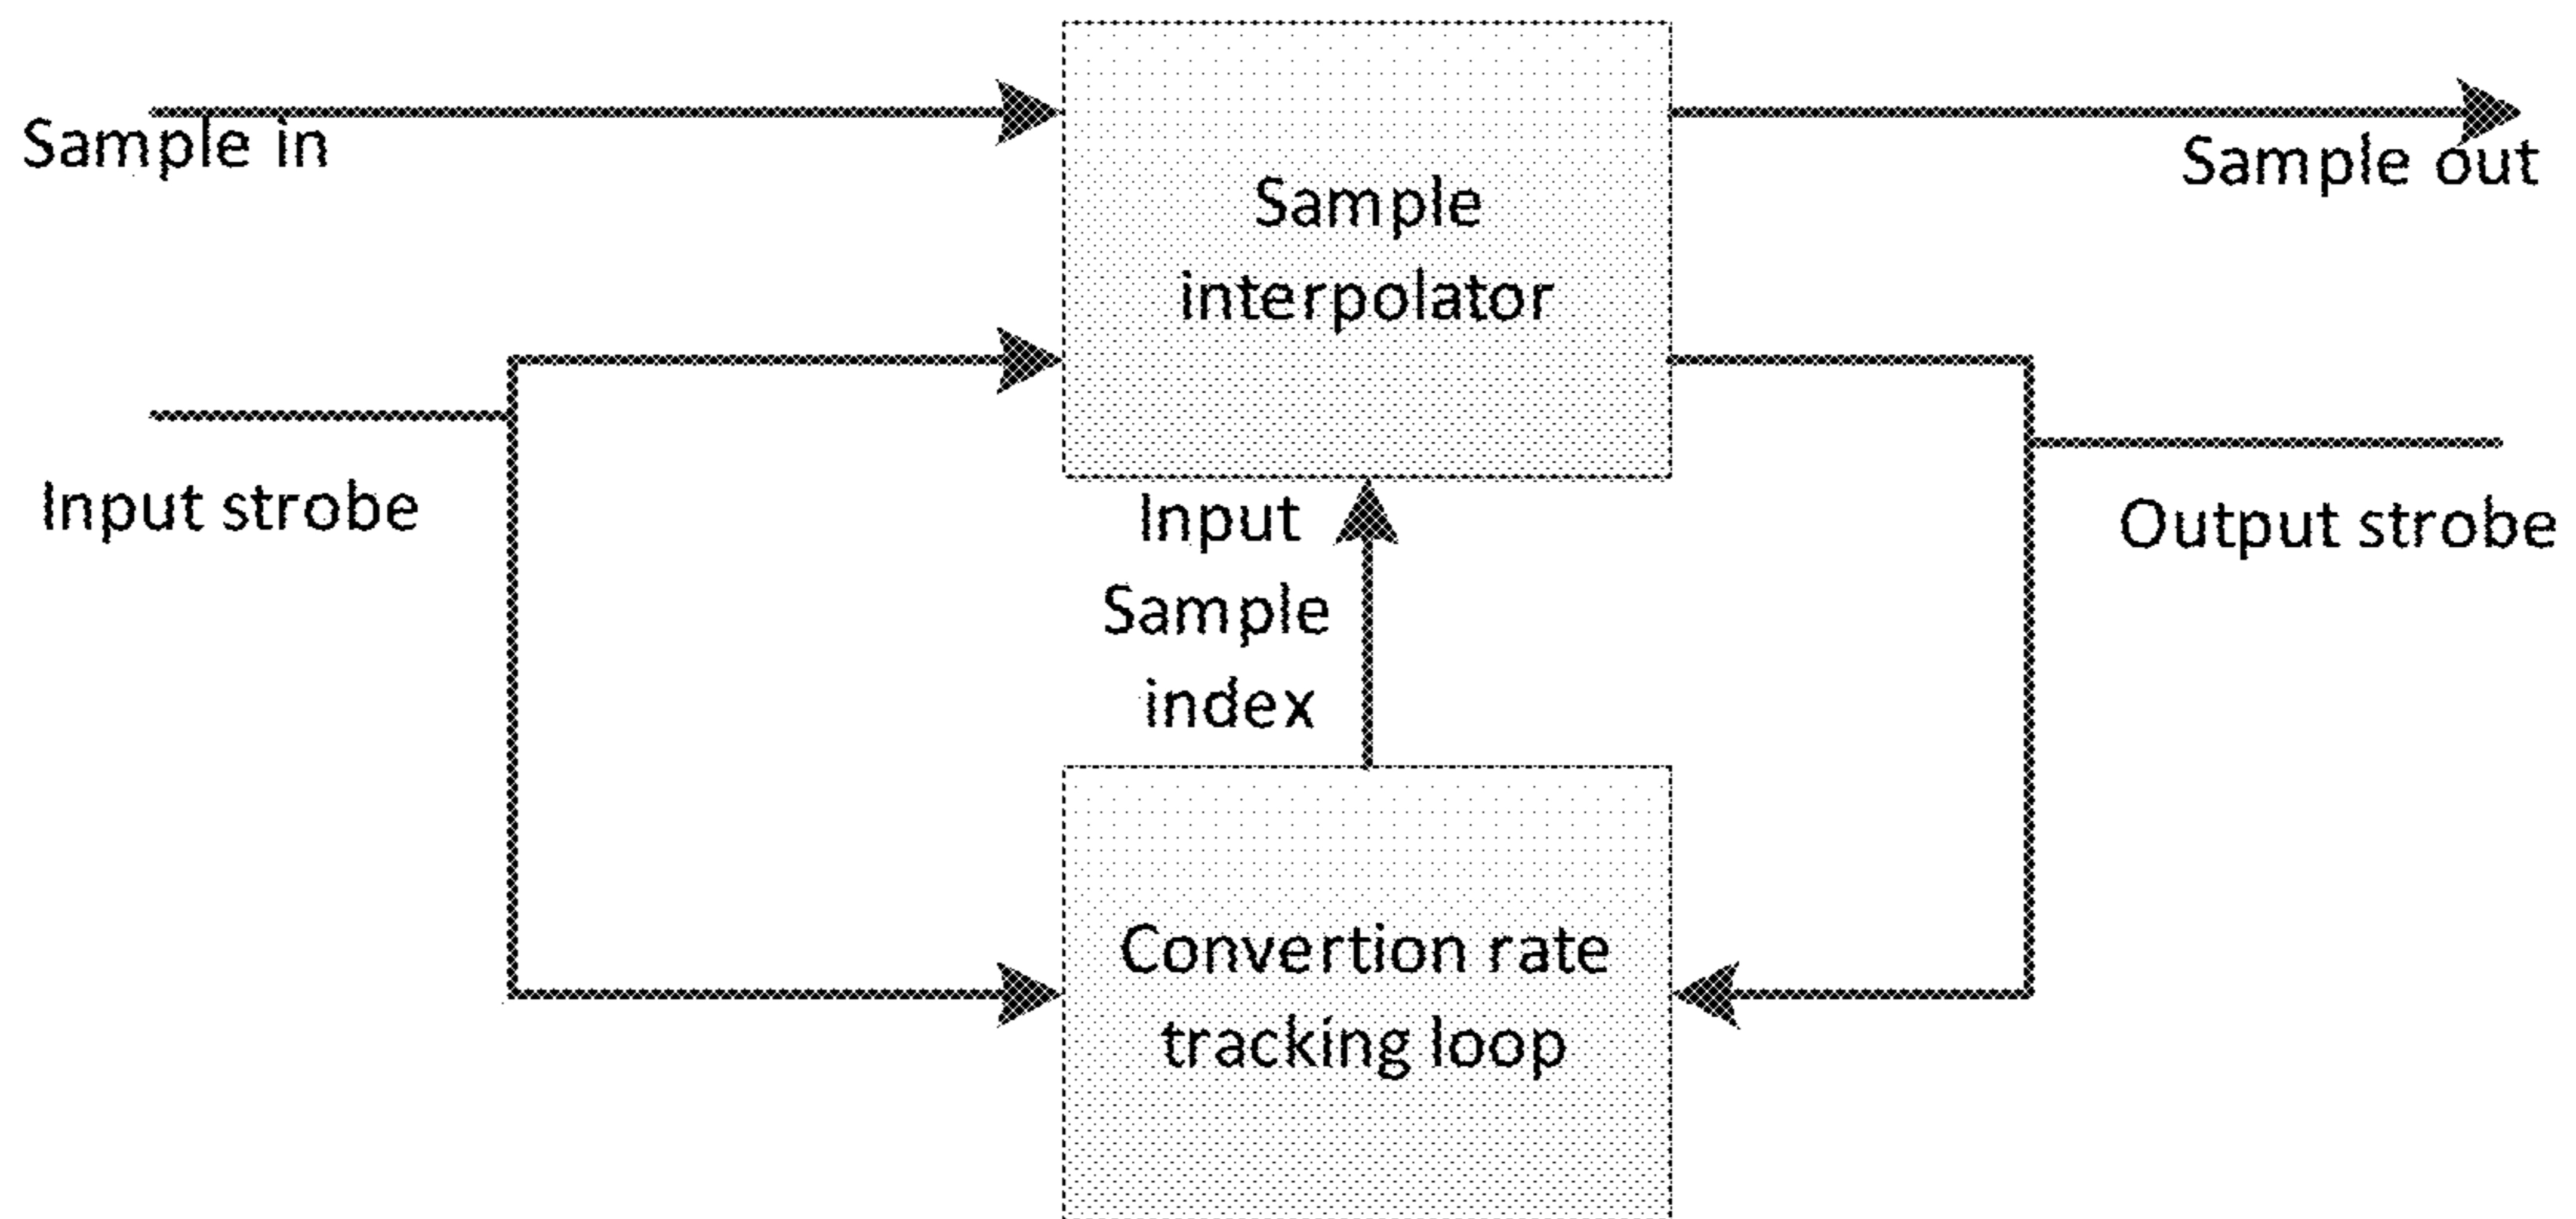 Sample in
Sample out
Sample
interpolator
Input strobe
Output strobe
Input
Sample
index
Convertion rate
tracking loop